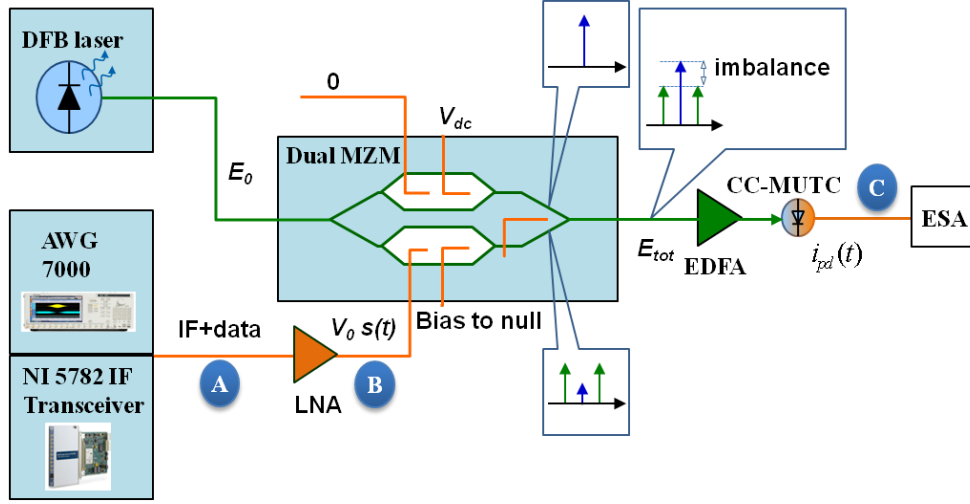 DFB laser
0
V_dc
imbalance
Dual MZM
E_0
CC-MUTC
C
ESA
AWG
7000
E_tot
EDFA
i_pd(t)
Bias to null
IF+data
V_0 s(t)
A
B
LNA
NI 5782 IF
Transceiver